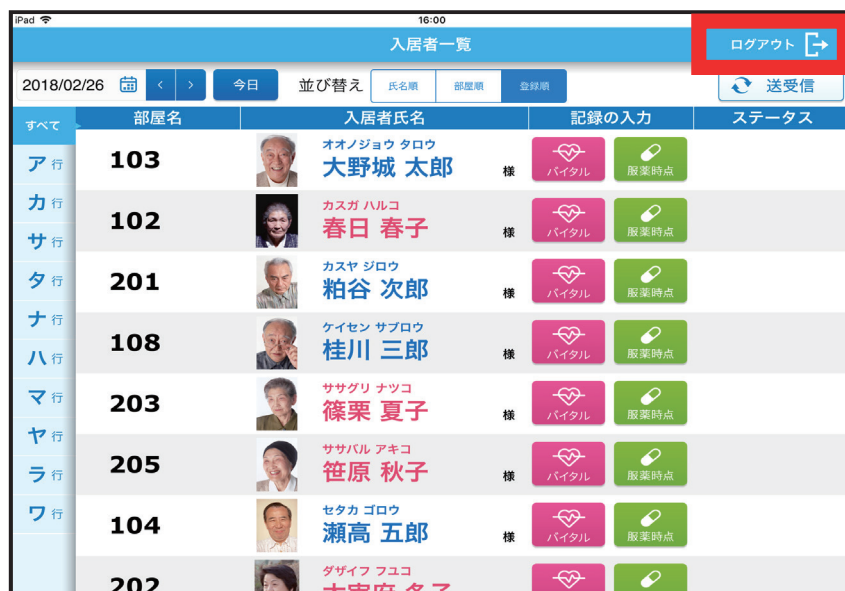 iPad 16:00
入居者一覧 ログアウト
2018/02/26 < > 今日 並び替え 氏名順 部屋順 登録順 送受信
すべて 部屋名 入居者氏名 記録の入力 ステータス
ア行
カ行
サ行
タ行
ナ行
ハ行
マ行
ヤ行
ラ行
ワ行
オオノジョウ タロウ
103 大野城 太郎 様 バイタル 服薬時点
カスガ ハルコ
102 春日 春子 様 バイタル 服薬時点
カスヤ ジロウ
201 粕谷 次郎 様 バイタル 服薬時点
ケイセン サブロウ
108 桂川 三郎 様 バイタル 服薬時点
ササグリ ナツコ
203 篠栗 夏子 様 バイタル 服薬時点
ササバル アキコ
205 笹原 秋子 様 バイタル 服薬時点
セタカ ゴロウ
104 瀬高 五郎 様 バイタル 服薬時点
ダザイフ フユコ
202